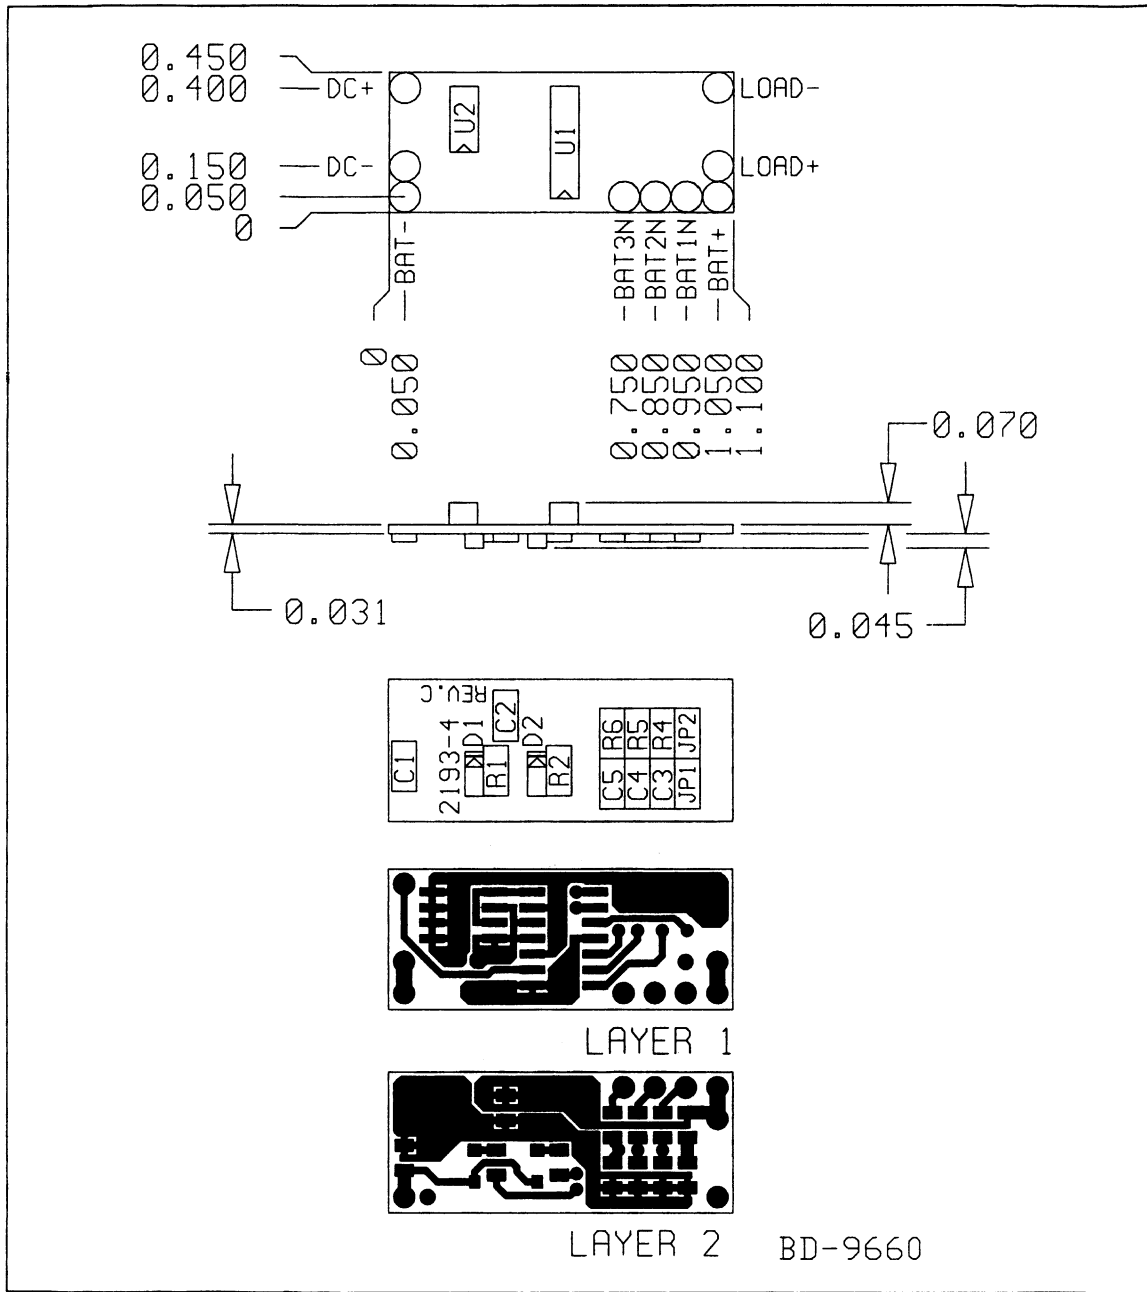 0.450
0.400 DC+ U2 U1 LOAD-
0.150 DC- LOAD+
0.050
0
BAT- BAT3N BAT2N BAT1N BAT+
0 0.050 0.750 0.850 0.950 1.050 1.100
0.070
0.031
0.045
REV.C
C1 2193-4 D1 C2 D2 R6 R5 R4 JP2
R1 R2 C5 C4 C3 JP1
LAYER 1
LAYER 2
BD-9660